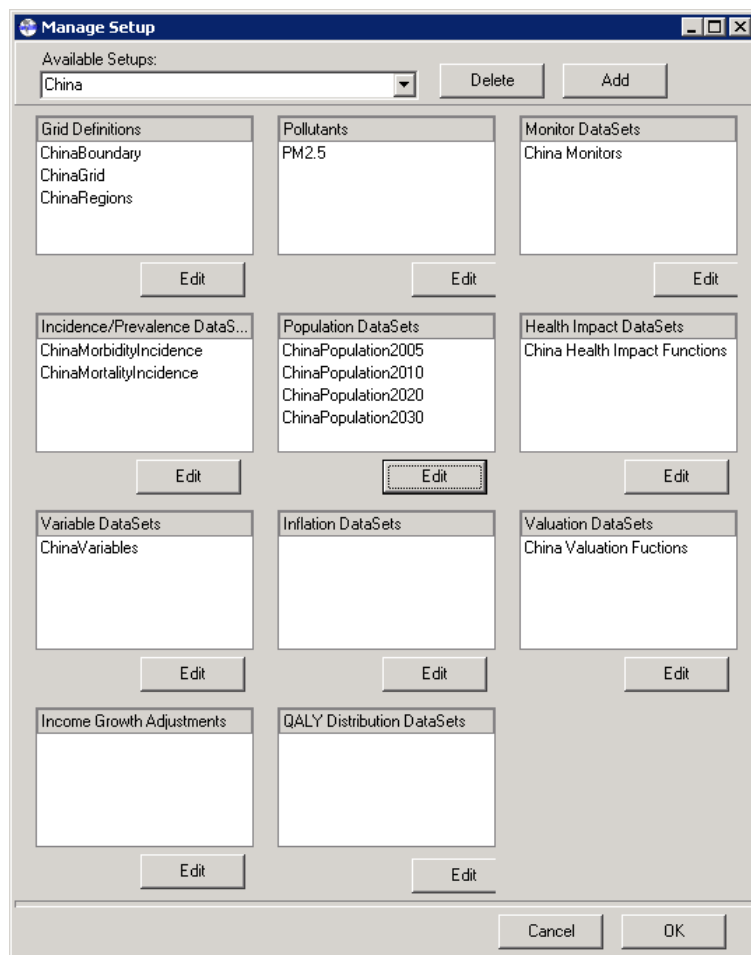 Manage Setup
Available Setups:
China
Delete
Add
Grid Definitions
ChinaBoundary
ChinaGrid
ChinaRegions
Edit
Pollutants
PM2.5
Edit
Monitor DataSets
China Monitors
Edit
Incidence/Prevalence DataS...
ChinaMorbidityIncidence
ChinaMortalityIncidence
Edit
Population DataSets
ChinaPopulation2005
ChinaPopulation2010
ChinaPopulation2020
ChinaPopulation2030
Edit
Health Impact DataSets
China Health Impact Functions
Edit
Variable DataSets
ChinaVariables
Edit
Inflation DataSets
Edit
Valuation DataSets
China Valuation Fuctions
Edit
Income Growth Adjustments
Edit
QALY Distribution DataSets
Edit
Cancel
OK